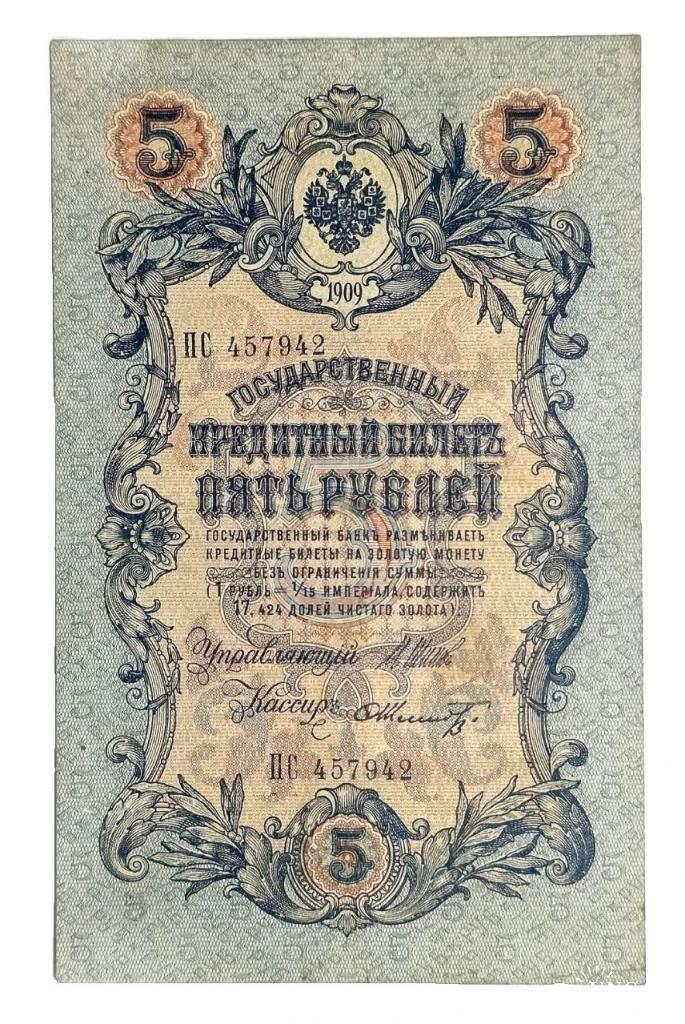 5 5
1909
ПС 457942
ГОСУДАРСТВЕННЫЙ
КРЕДИТНЫЙ БИЛЕТЪ
ПЯТЬ РУБЛЕЙ
ГОСУДАРСТВЕННЫЙ БАНКЪ РАЗМѢНИВАЕТЪ
КРЕДИТНЫЕ БИЛЕТЫ НА ЗОЛОТУЮ МОНЕТУ
БЕЗЪ ОГРАНИЧЕНІЯ СУММЫ
(1 РУБЛЬ = 1/15 ИМПЕРІАЛА, СОДЕРЖИТЪ
17,424 ДОЛЕЙ ЧИСТАГО ЗОЛОТА).
Управляющій
Кассиръ
ПС 457942
5